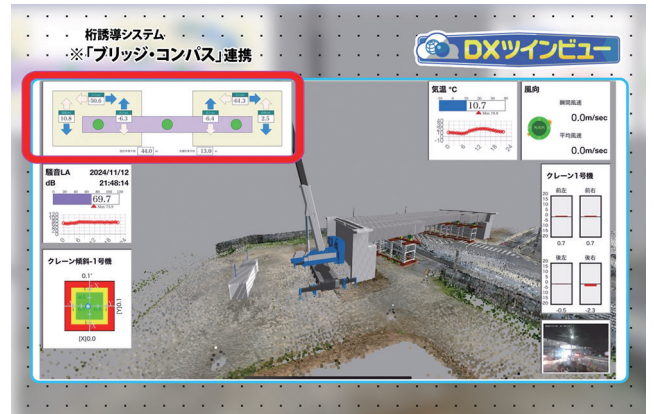 桁誘導システム
※「ブリッジ・コンパス」連携
DXツインビュー
50.6
61.3
10.8
6.3
6.4
2.5
44.0 m
13.0 m
気温 °C
10.7
風向
瞬間風速
0.0m/sec
平均風速
0.0m/sec
騒音LA 2024/11/12
dB 21:48:14
69.7
クレーン傾斜-1号機
0.1°
[X]0.0
[Y]0.1
クレーン1号機
前左 前右
0.7 0.7
後左 後右
-0.5 -2.3